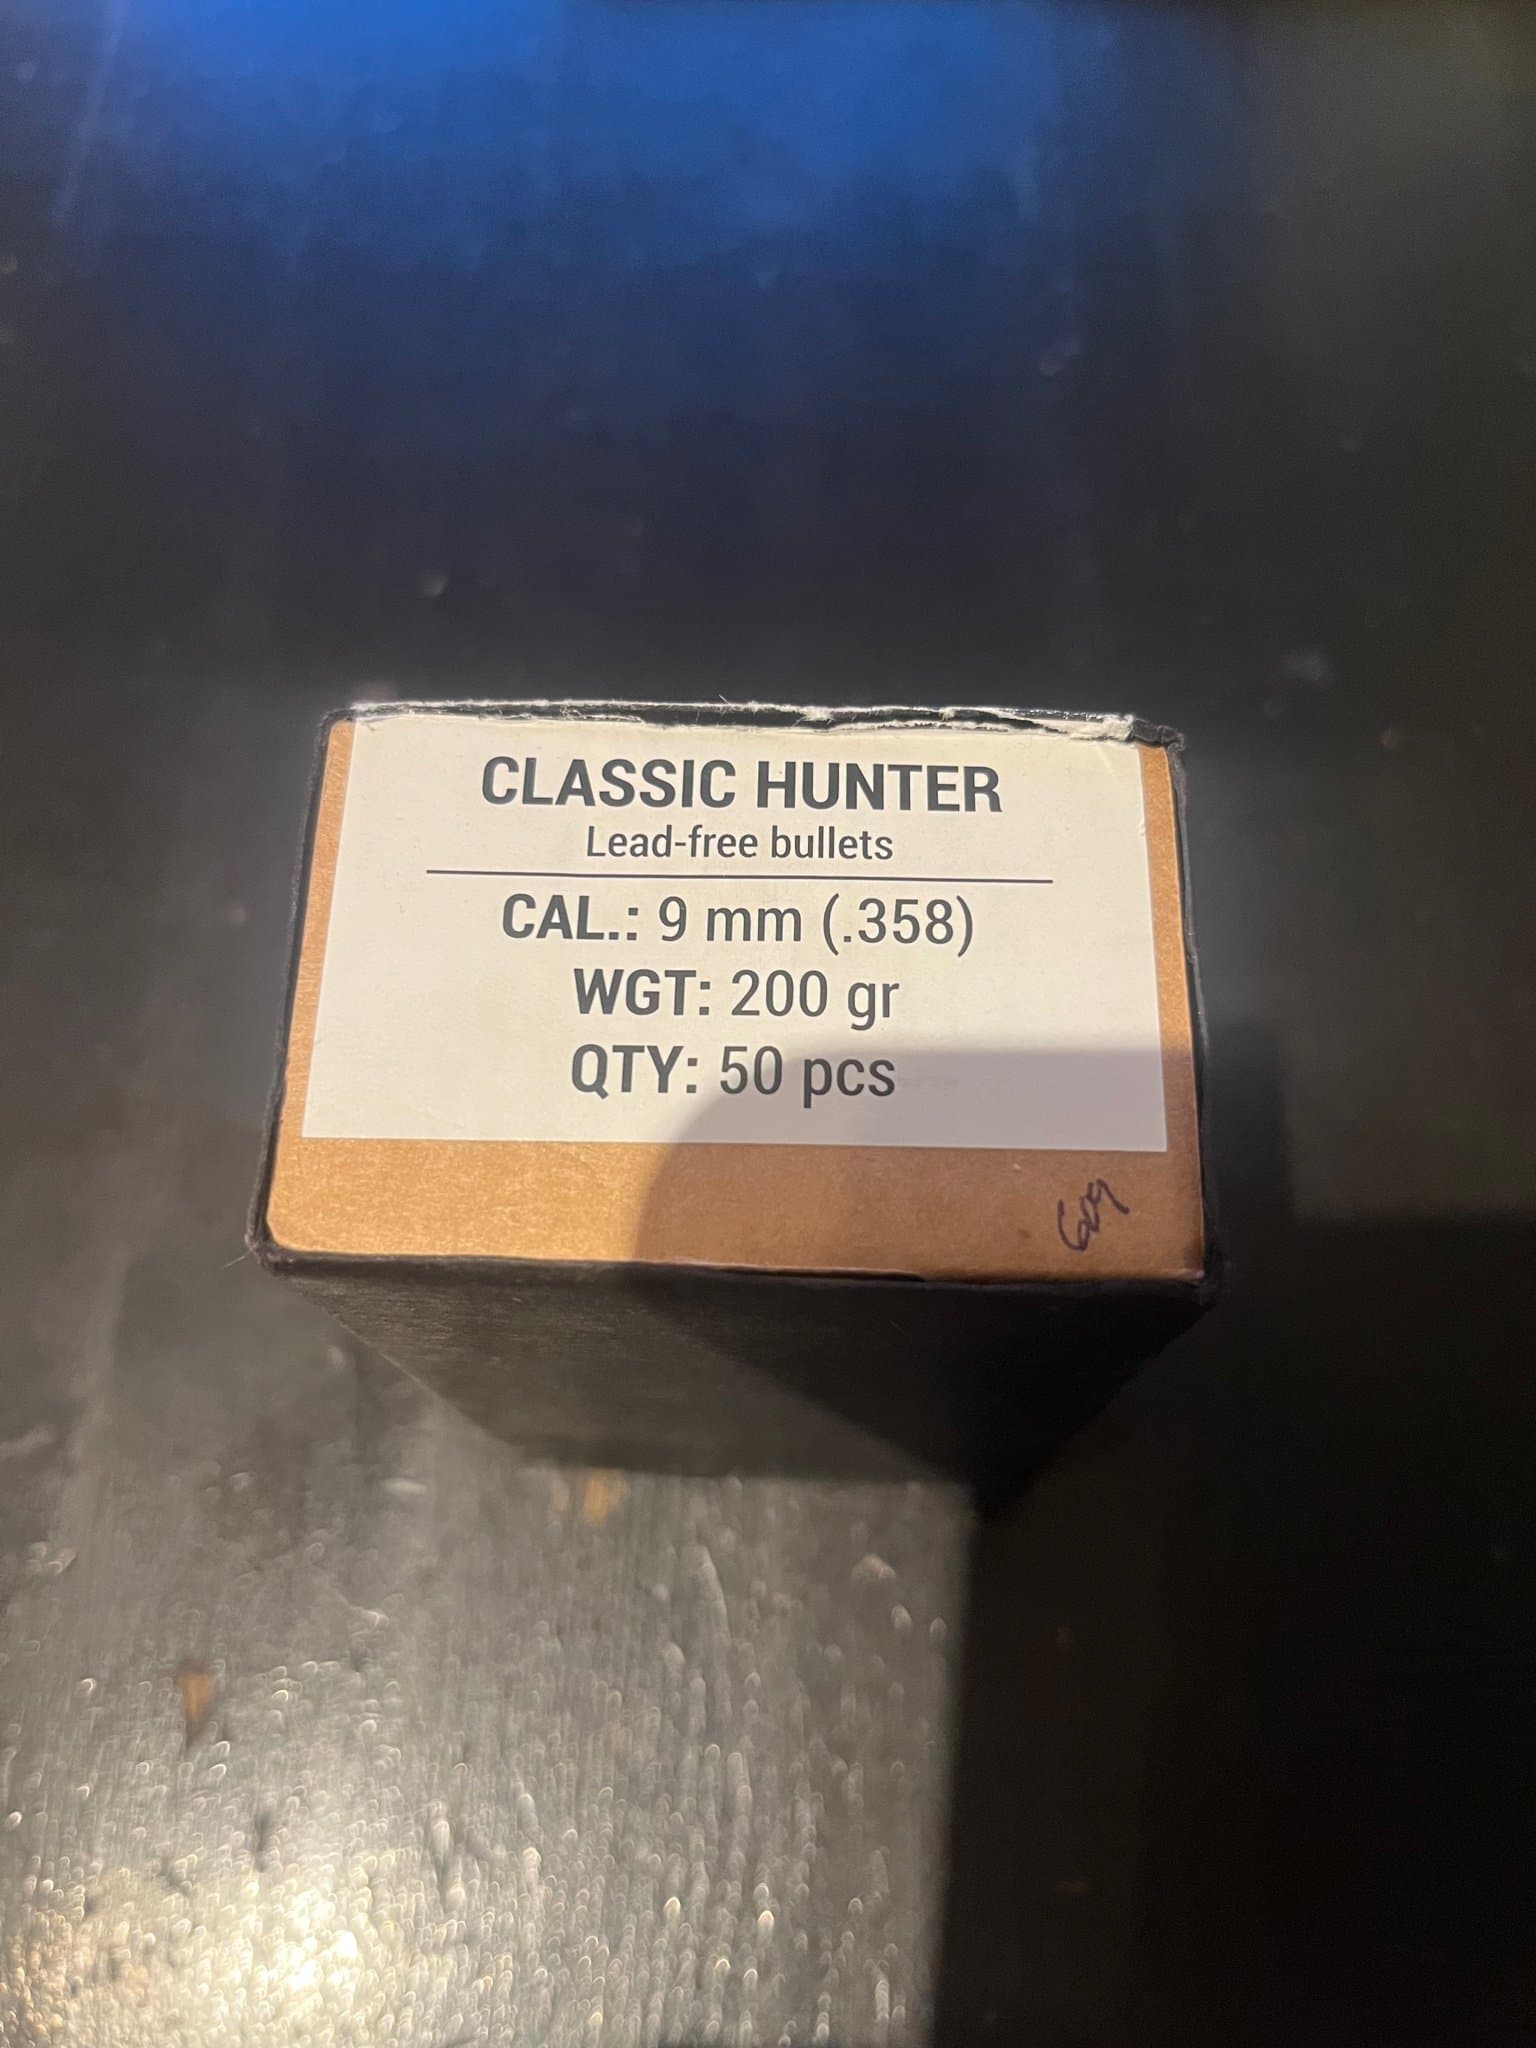 CLASSIC HUNTER
Lead-free bullets
CAL.: 9 mm (.358)
WGT: 200 gr
QTY: 50 pcs